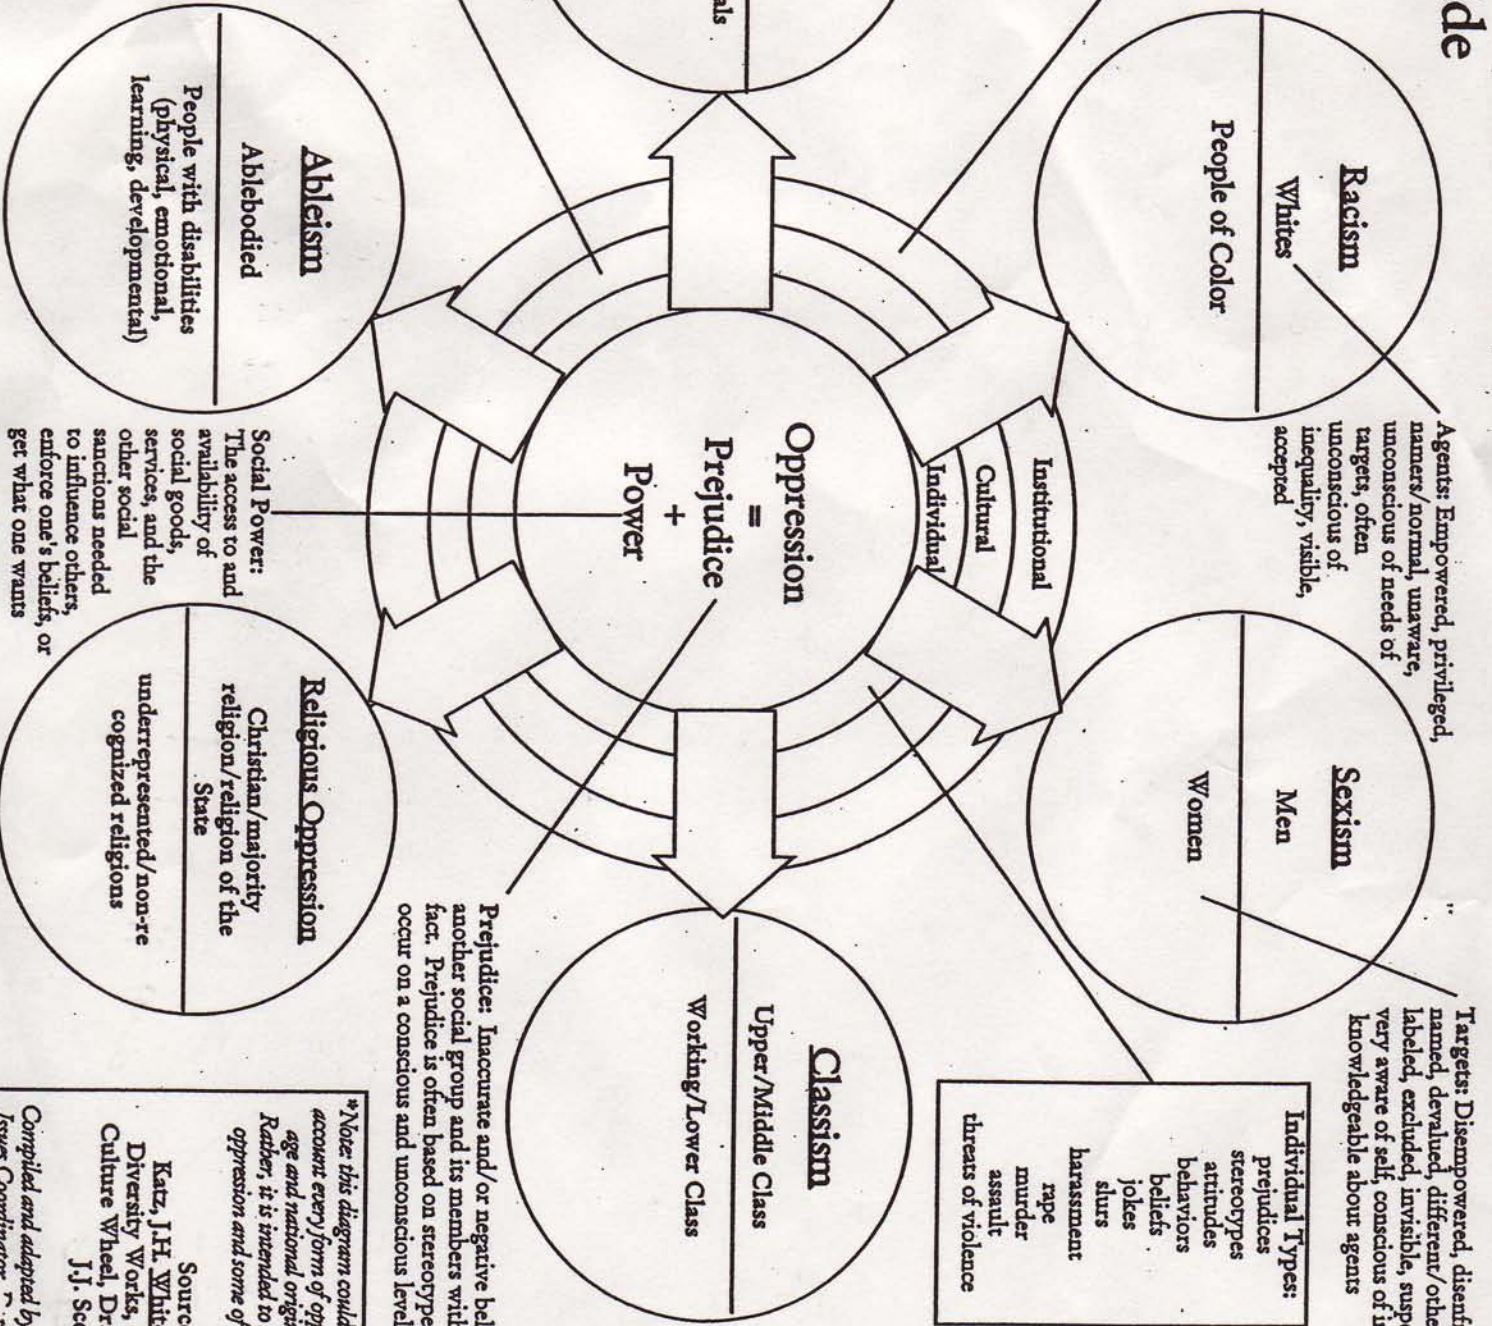 de
als
Racism
Whites
People of Color
Agents: Empowered, privileged,
namers/normal, unaware,
unconscious of needs of
targets, often
unconscious of
inequality, visible,
accepted
Sexism
Men
Women
Targets: Disempowered,
named, devalued,
labeled, excluded, invisible,
very aware of self, conscious of
knowledgeable about agents
Institutional
Cultural
Individual
Oppression
=
Prejudice
+
Power
Individual Types:
prejudices
stereotypes
attitudes
behaviors
beliefs
jokes
slurs
harassment
rape
murder
assault
threats of violence
Classism
Upper/Middle Class
Working/Lower Class
Ableism
Ablebodied
People with disabilities
(physical, emotional,
learning, developmental)
Social Power:
The access to and
availability of
social goods,
services, and the
other social
sanctions needed
to influence others,
enforce one's beliefs, or
get what one wants
Religious Oppression
Christian/majority
religion/religion of the
State
underrepresented/non-re
cognized religions
Prejudice: Inaccurate and/or negative
another social group and its members
fact. Prejudice is often based on
occur on a conscious and unconscious
*Note: this diagram could
account every form of
age and national
Rather, it is intended to
oppression and some of
Katz, J.H.
Diversity Works,
Culture Wheel,
J.J.
Compiled and adapted by